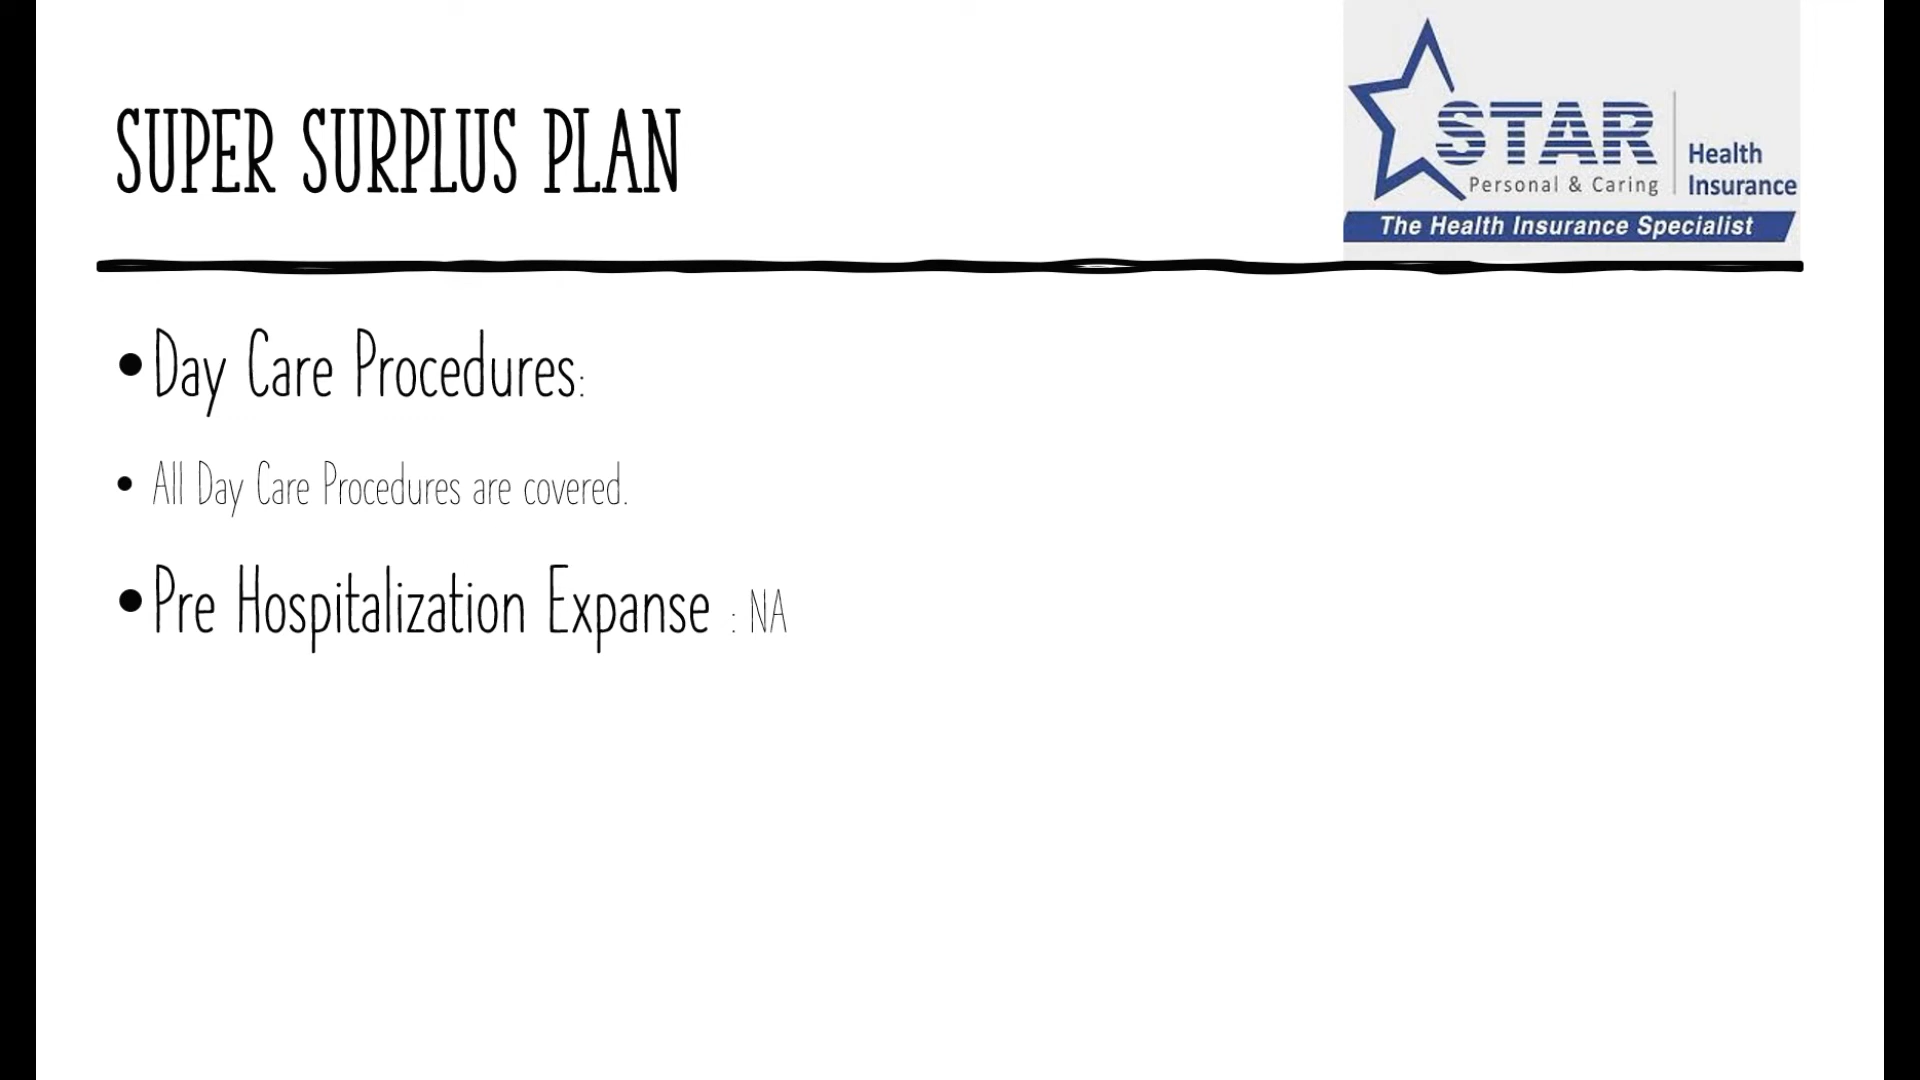 SUPER SURPLUS PLAN
STAR
Health
Insurance
Personal & Caring
The Health Insurance Specialist
• Day Care Procedures:
• All Day Care Procedures are covered.
• Pre Hospitalization Expanse : NA